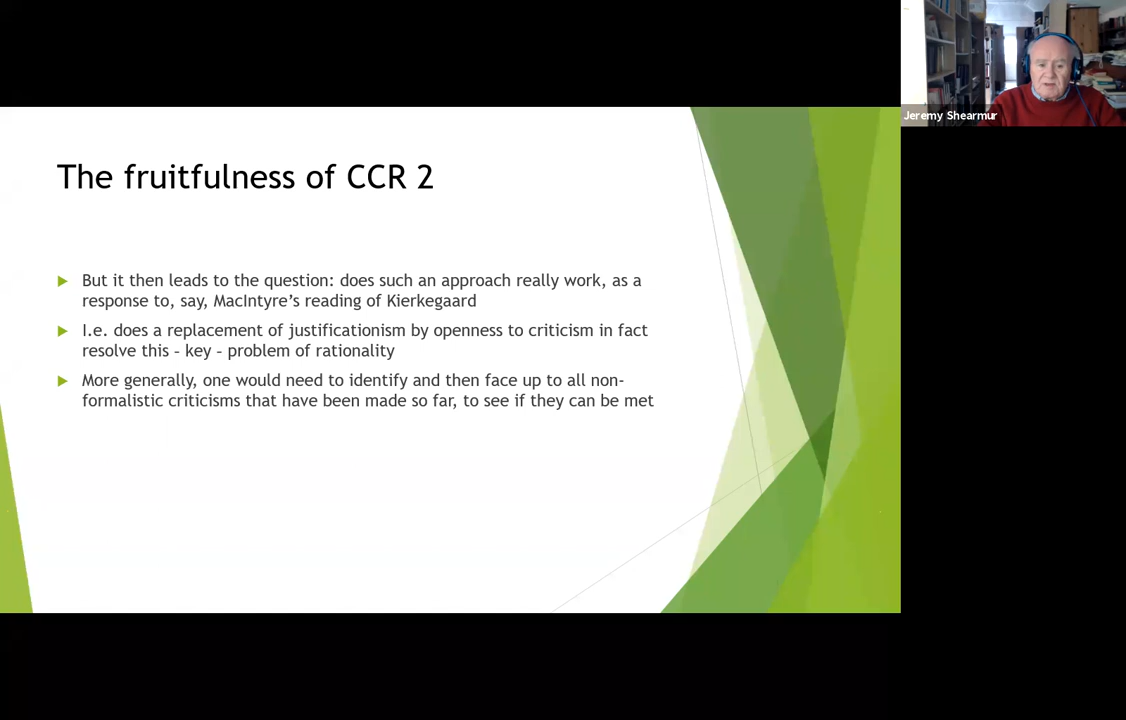 The fruitfulness of CCR 2
But it then leads to the question: does such an approach really work, as a
response to, say, MacIntyre's reading of Kierkegaard
I.e. does a replacement of justificationism by openness to criticism in fact
resolve this - key - problem of rationality
More generally, one would need to identify and then face up to all non-
formalistic criticisms that have been made so far, to see if they can be met
Jeremy Shearmur